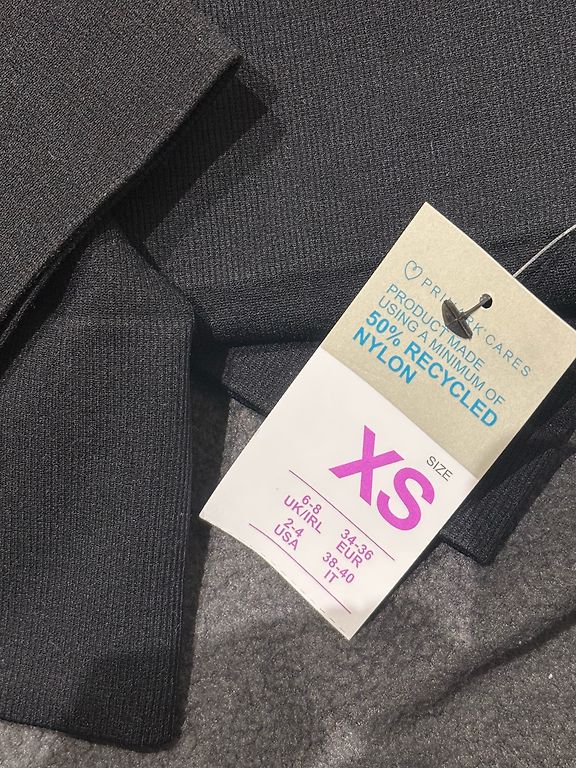 PRIMARK CARES
PRODUCT MADE
USING A MINIMUM OF
50% RECYCLED
NYLON
SIZE
XS
6-8
UK/IRL
34-36
EUR
2-4
USA
38-40
IT